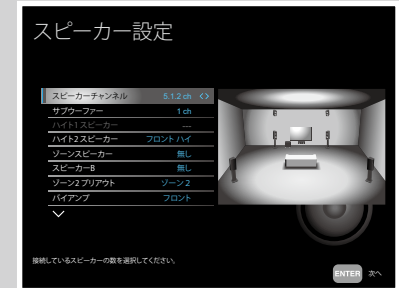 スピーカー設定
スピーカーチャンネル 5.1.2 ch
サブウーファー 1 ch
ハイト1 スピーカー ---
ハイト2 スピーカー フロント ハイ
ゾーンスピーカー 無し
スピーカーB 無し
ゾーン2 プリアウト ゾーン 2
バイアンプ フロント
接続しているスピーカーの数を選択してください。
ENTER 次へ